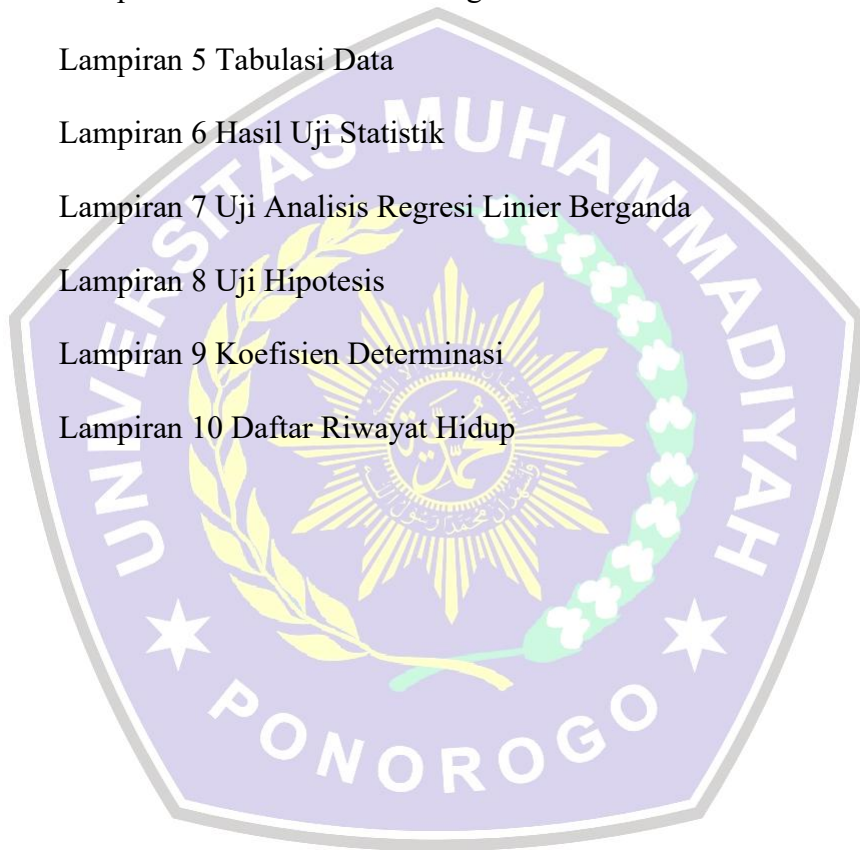 Lampiran 5 Tabulasi Data
Lampiran 6 Hasil Uji Statistik
Lampiran 7 Uji Analisis Regresi Linier Berganda
Lampiran 8 Uji Hipotesis
Lampiran 9 Koefisien Determinasi
Lampiran 10 Daftar Riwayat Hidup
UNIVERSITAS MUHAMMADIYAH
PONOROGO